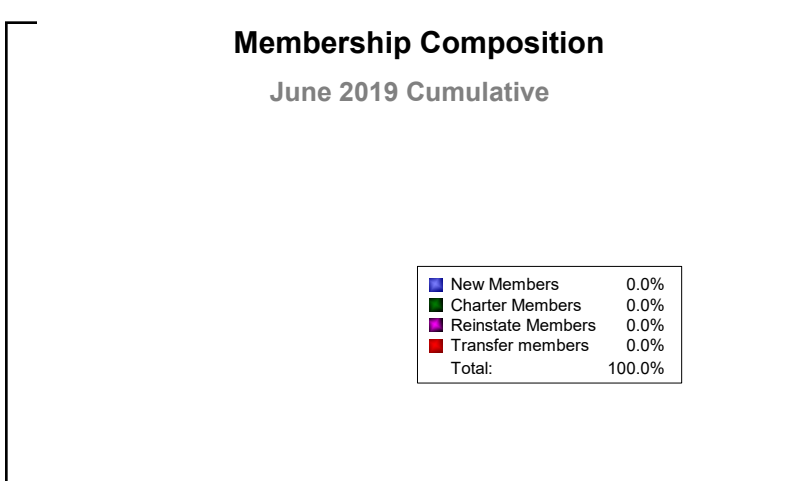 Membership Composition
June 2019 Cumulative
New Members 0.0%
Charter Members 0.0%
Reinstate Members 0.0%
Transfer members 0.0%
Total: 100.0%